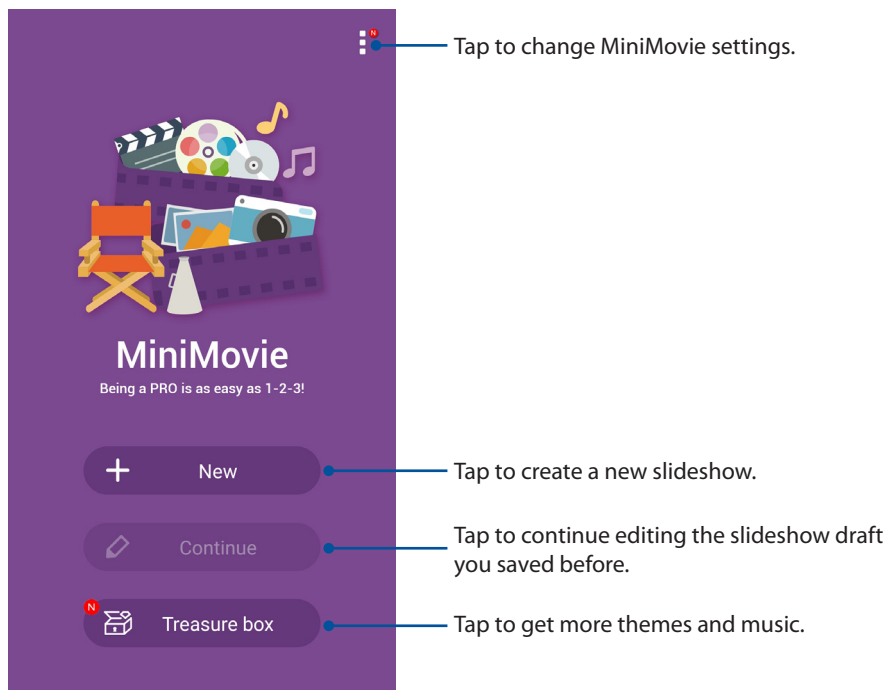 N
Tap to change MiniMovie settings.
MiniMovie
Being a PRO is as easy as 1-2-3!
New
Tap to create a new slideshow.
Continue
Tap to continue editing the slideshow draft
you saved before.
N
Treasure box
Tap to get more themes and music.